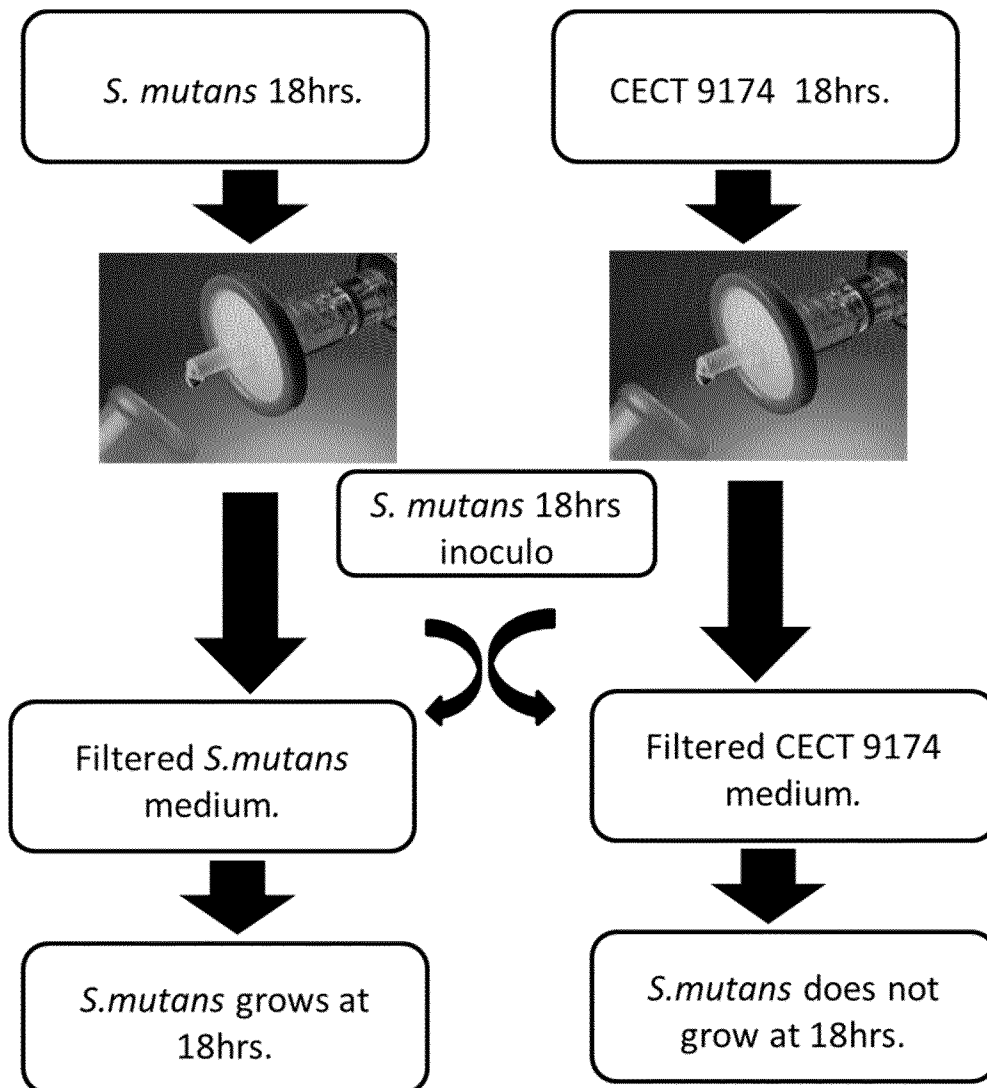 S. mutans 18hrs.
CECT 9174 18hrs.
S. mutans 18hrs
inoculo
Filtered S.mutans
medium.
Filtered CECT 9174
medium.
S.mutans grows at
18hrs.
S.mutans does not
grow at 18hrs.